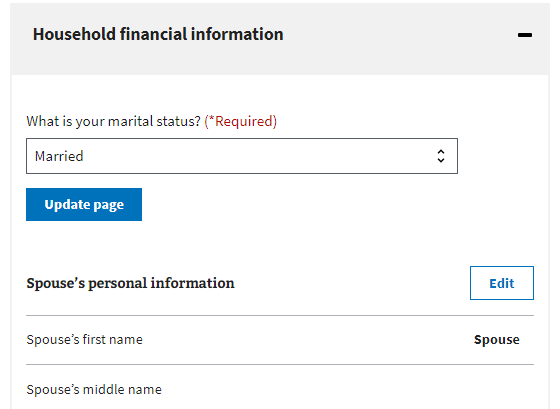 Household financial information
What is your marital status? (*Required)
Married
Update page
Spouse’s personal information
Edit
Spouse’s first name
Spouse
Spouse’s middle name